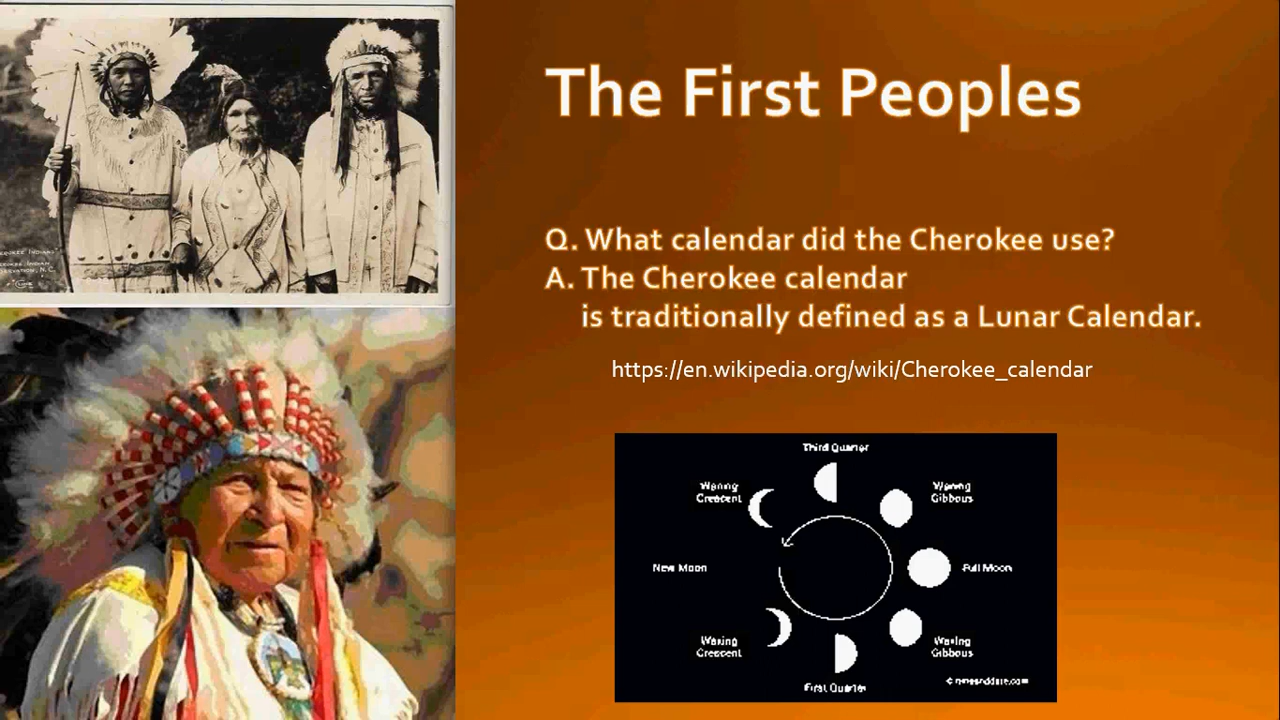 The First Peoples
Q. What calendar did the Cherokee use?
A. The Cherokee calendar
is traditionally defined as a Lunar Calendar.
https://en.wikipedia.org/wiki/Cherokee_calendar
Third Quarter
Waning
Crescent
Waning
Gibbous
New Moon
Full Moon
Waxing
Crescent
Waxing
Gibbous
First Quarter